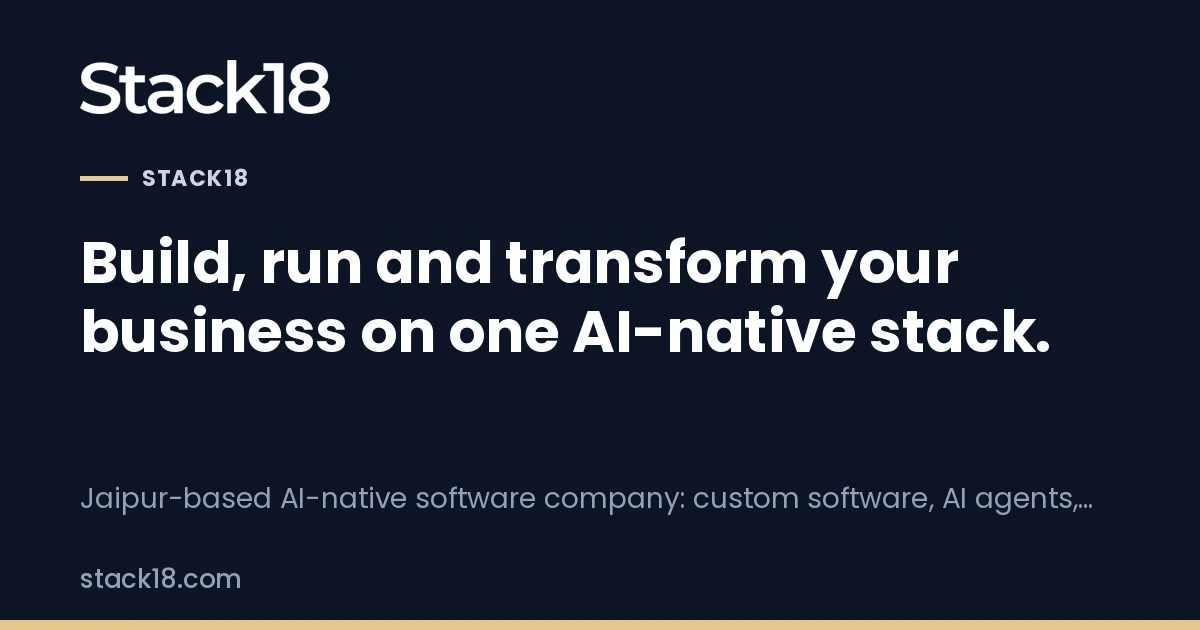 Stack18
STACK18
Build, run and transform your
business on one AI-native stack.
Jaipur-based AI-native software company: custom software, AI agents,...
stack18.com